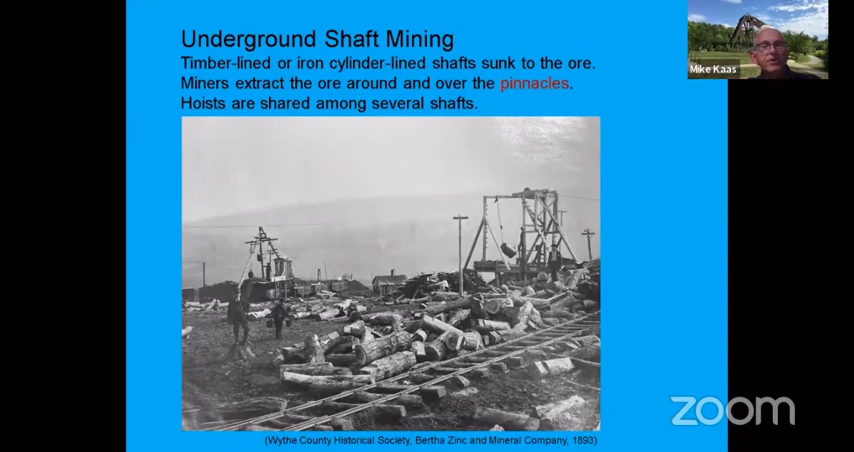 Underground Shaft Mining
Timber-lined or iron cylinder-lined shafts sunk to the ore.
Miners extract the ore around and over the pinnacles.
Hoists are shared among several shafts.
Mike Kaas
(Wythe County Historical Society, Bertha Zinc and Mineral Company, 1893)
zoom